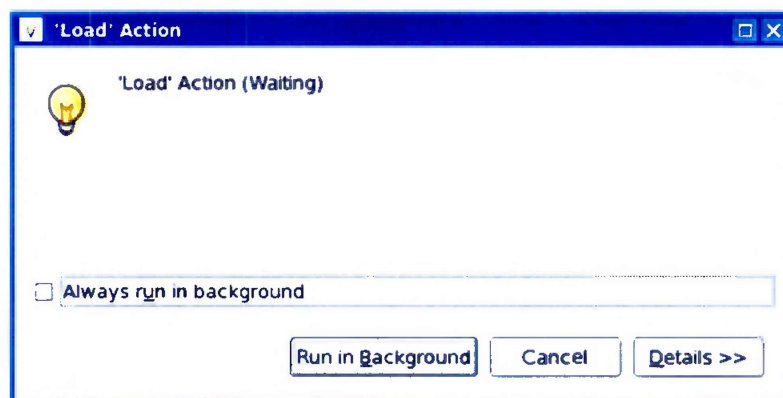 'Load' Action
'Load' Action (Waiting)
Always run in background
Run in Background
Cancel
Details >>